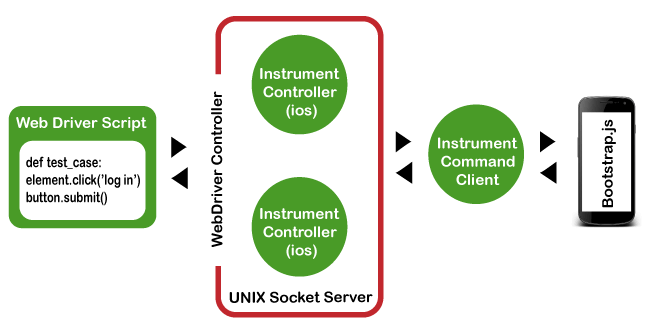 Web Driver Script
def test_case:
element.click('log in')
button.submit()
WebDriver Controller
Instrument
Controller
(ios)
Instrument
Controller
(ios)
UNIX Socket Server
Instrument
Command
Client
Bootstrap.js